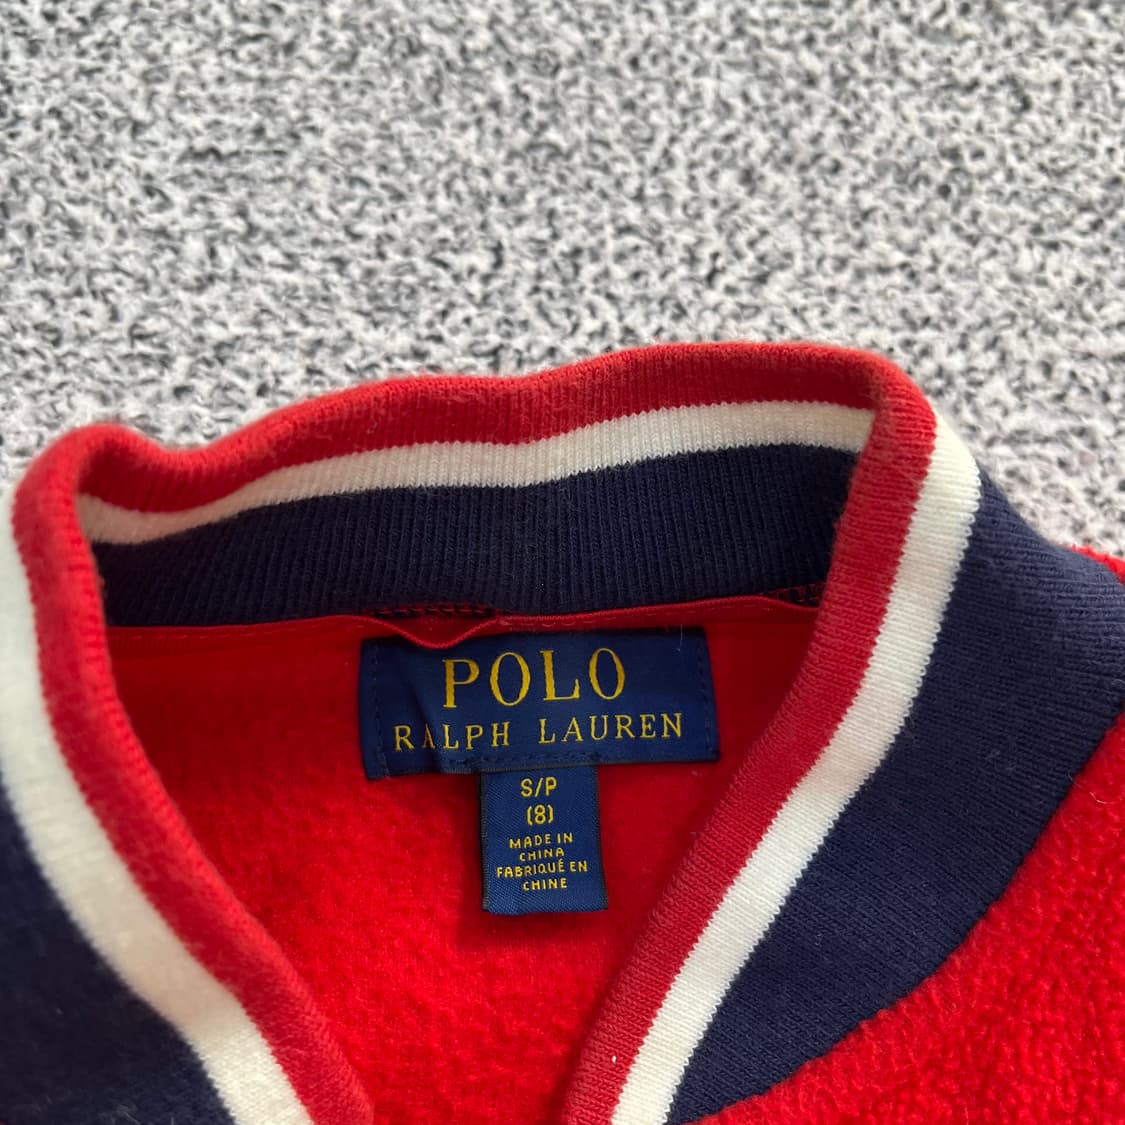 POLO
RALPH LAUREN
S/P
(8)
MADE IN
CHINA
FABRIQUÉ EN
CHINE